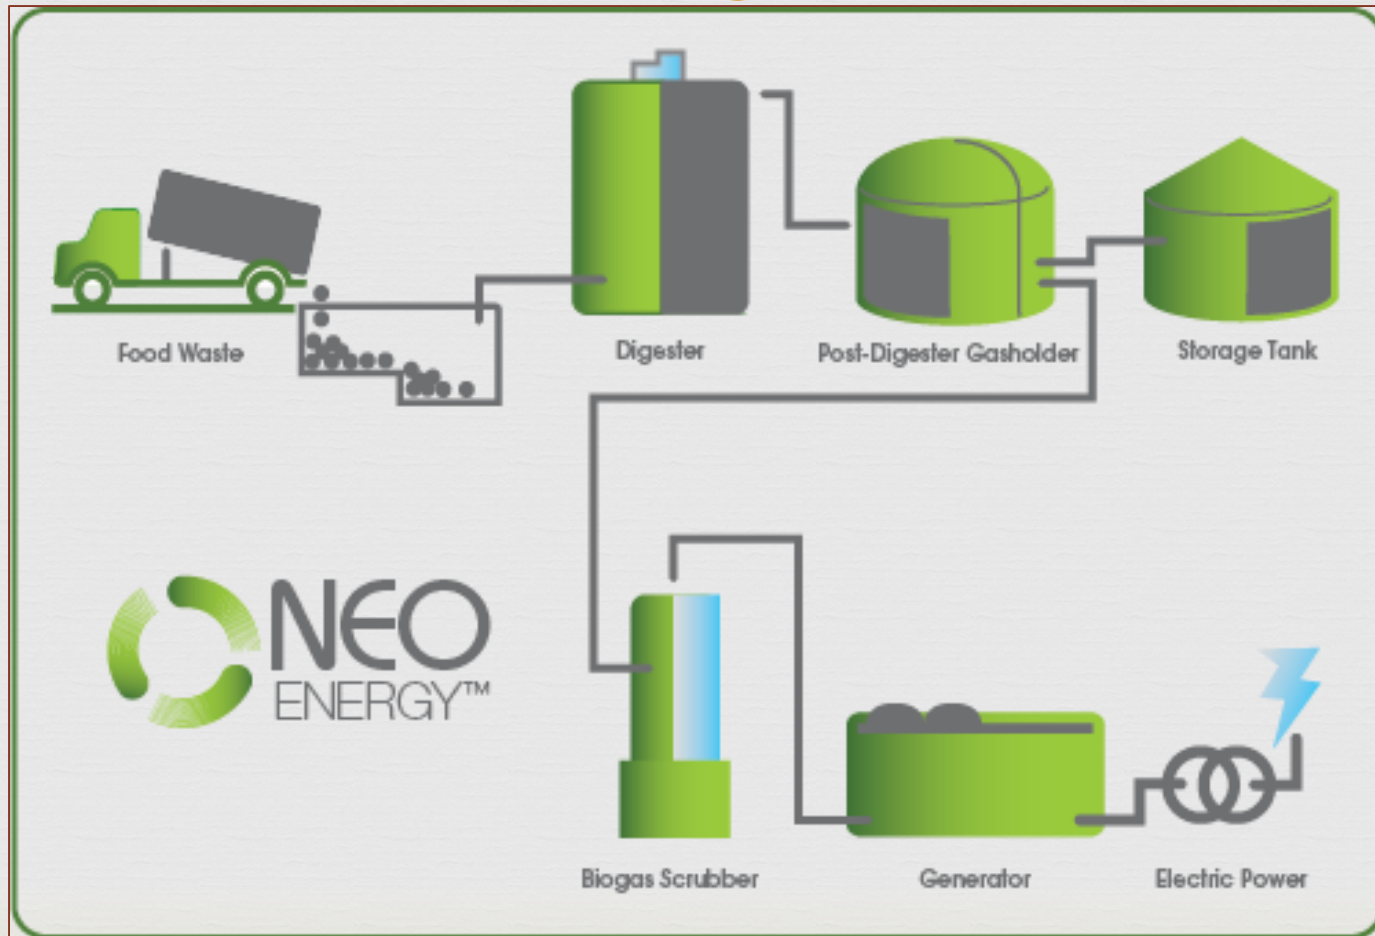 Food Waste
Digester
Post-Digester Gasholder
Storage Tank
NEO
ENERGY™
Biogas Scrubber
Generator
Electric Power